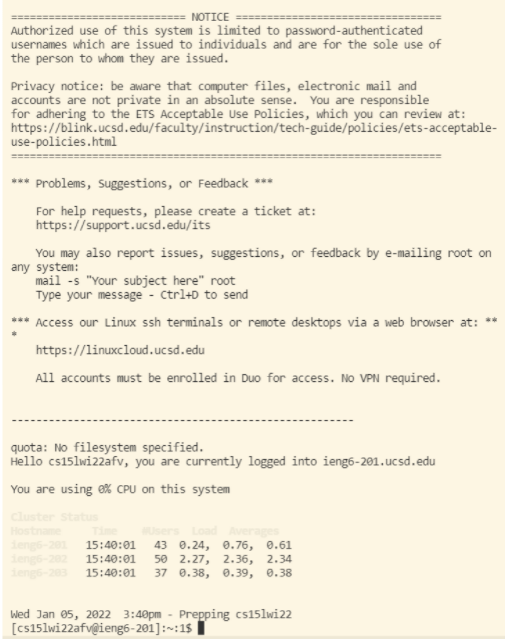 ============================ NOTICE =================================
Authorized use of this system is limited to password-authenticated
usernames which are issued to individuals and are for the sole use of
the person to whom they are issued.
Privacy notice: be aware that computer files, electronic mail and
accounts are not private in an absolute sense.  You are responsible
for adhering to the ETS Acceptable Use Policies, which you can review at:
https://blink.ucsd.edu/faculty/instruction/tech-guide/policies/ets-acceptable-
use-policies.html
=====================================================================
*** Problems, Suggestions, or Feedback ***
For help requests, please create a ticket at:
https://support.ucsd.edu/its
You may also report issues, suggestions, or feedback by e-mailing root on
any system:
mail -s "Your subject here" root
Type your message - Ctrl+D to send
*** Access our Linux ssh terminals or remote desktops via a web browser at: **
*
https://linuxcloud.ucsd.edu
All accounts must be enrolled in Duo for access. No VPN required.
-------------------------------------------------------
quota: No filesystem specified.
Hello cs15lwi22afv, you are currently logged into ieng6-201.ucsd.edu
You are using 0% CPU on this system
Cluster Status
Hostname     Time    #Users  Load  Averages
ieng6-201   15:40:01   43  0.24,  0.76,  0.61
ieng6-202   15:40:01   50  2.27,  2.36,  2.34
ieng6-203   15:40:01   37  0.38,  0.39,  0.38
Wed Jan 05, 2022  3:40pm - Prepping cs15lwi22
[cs15lwi22afv@ieng6-201]:~:1$